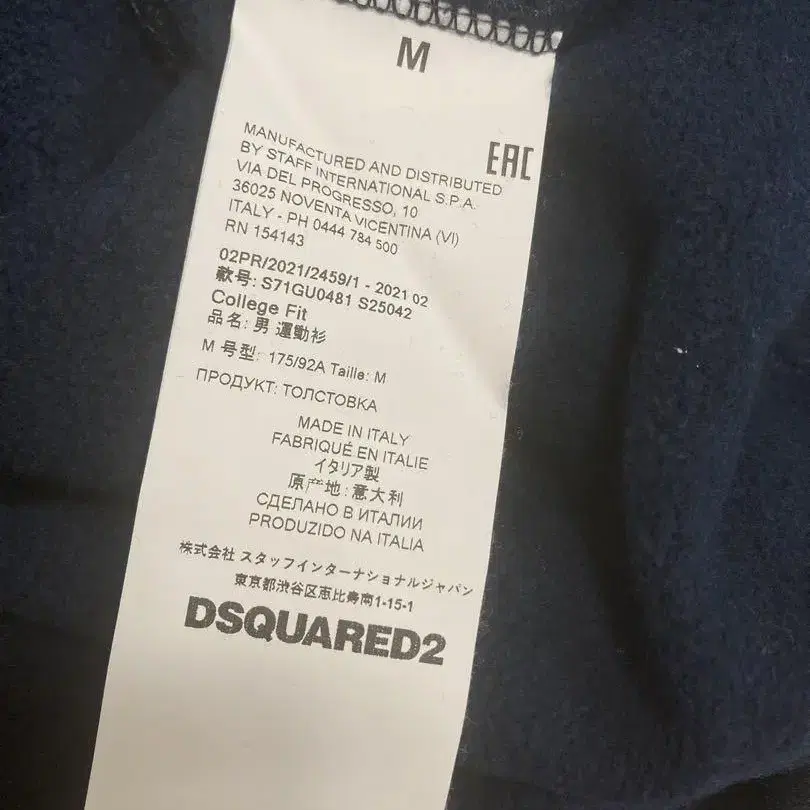 M
EAC
MANUFACTURED AND DISTRIBUTED
BY STAFF INTERNATIONAL S.P.A.
VIA DEL PROGRESSO, 10
36025 NOVENTA VICENTINA (VI)
ITALY - PH 0444 784 500
RN 154143
02PR/2021/2459/1 - 2021 02
款号: S71GU0481 S25042
College Fit
品名: 男 運動衫
M 号型: 175/92A Taille: M
ПРОДУКТ: ТОЛСТОВКА
MADE IN ITALY
FABRIQUÉ EN ITALIE
イタリア製
原产地: 意大利
СДЕЛАНО В ИТАЛИИ
PRODUZIDO NA ITALIA
株式会社 スタッフインターナショナルジャパン
東京都渋谷区恵比寿南1-15-1
DSQUARED2